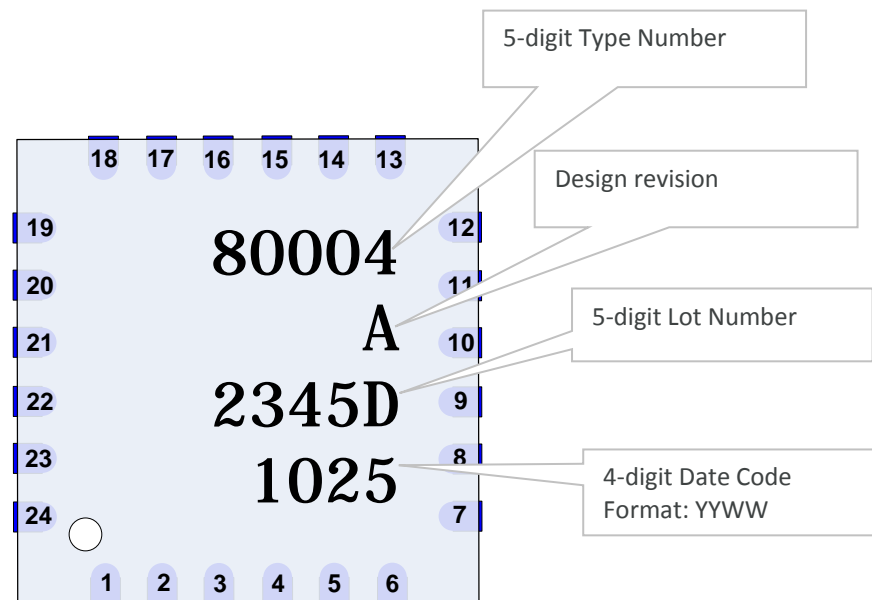 5-digit Type Number
18 17 16 15 14 13
Design revision
19
12
80004
20
11
5-digit Lot Number
A
21
10
22
2345D
9
23
8
1025
4-digit Date Code
Format: YYWW
24
7
1 2 3 4 5 6